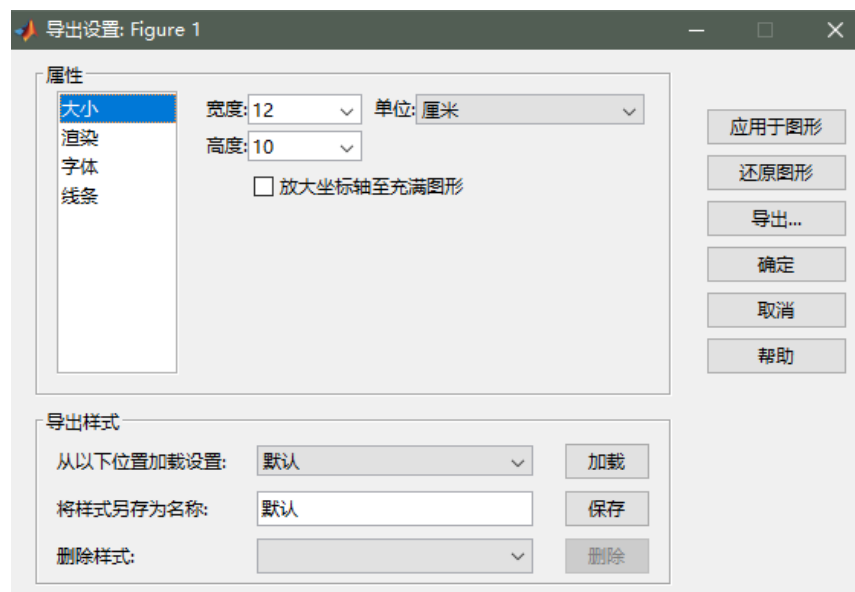 导出设置: Figure 1
属性
大小
渲染
字体
线条
宽度: 12
单位: 厘米
高度: 10
放大坐标轴至充满图形
应用于图形
还原图形
导出...
确定
取消
帮助
导出样式
从以下位置加载设置: 默认 加载
将样式另存为名称: 默认 保存
删除样式: 删除